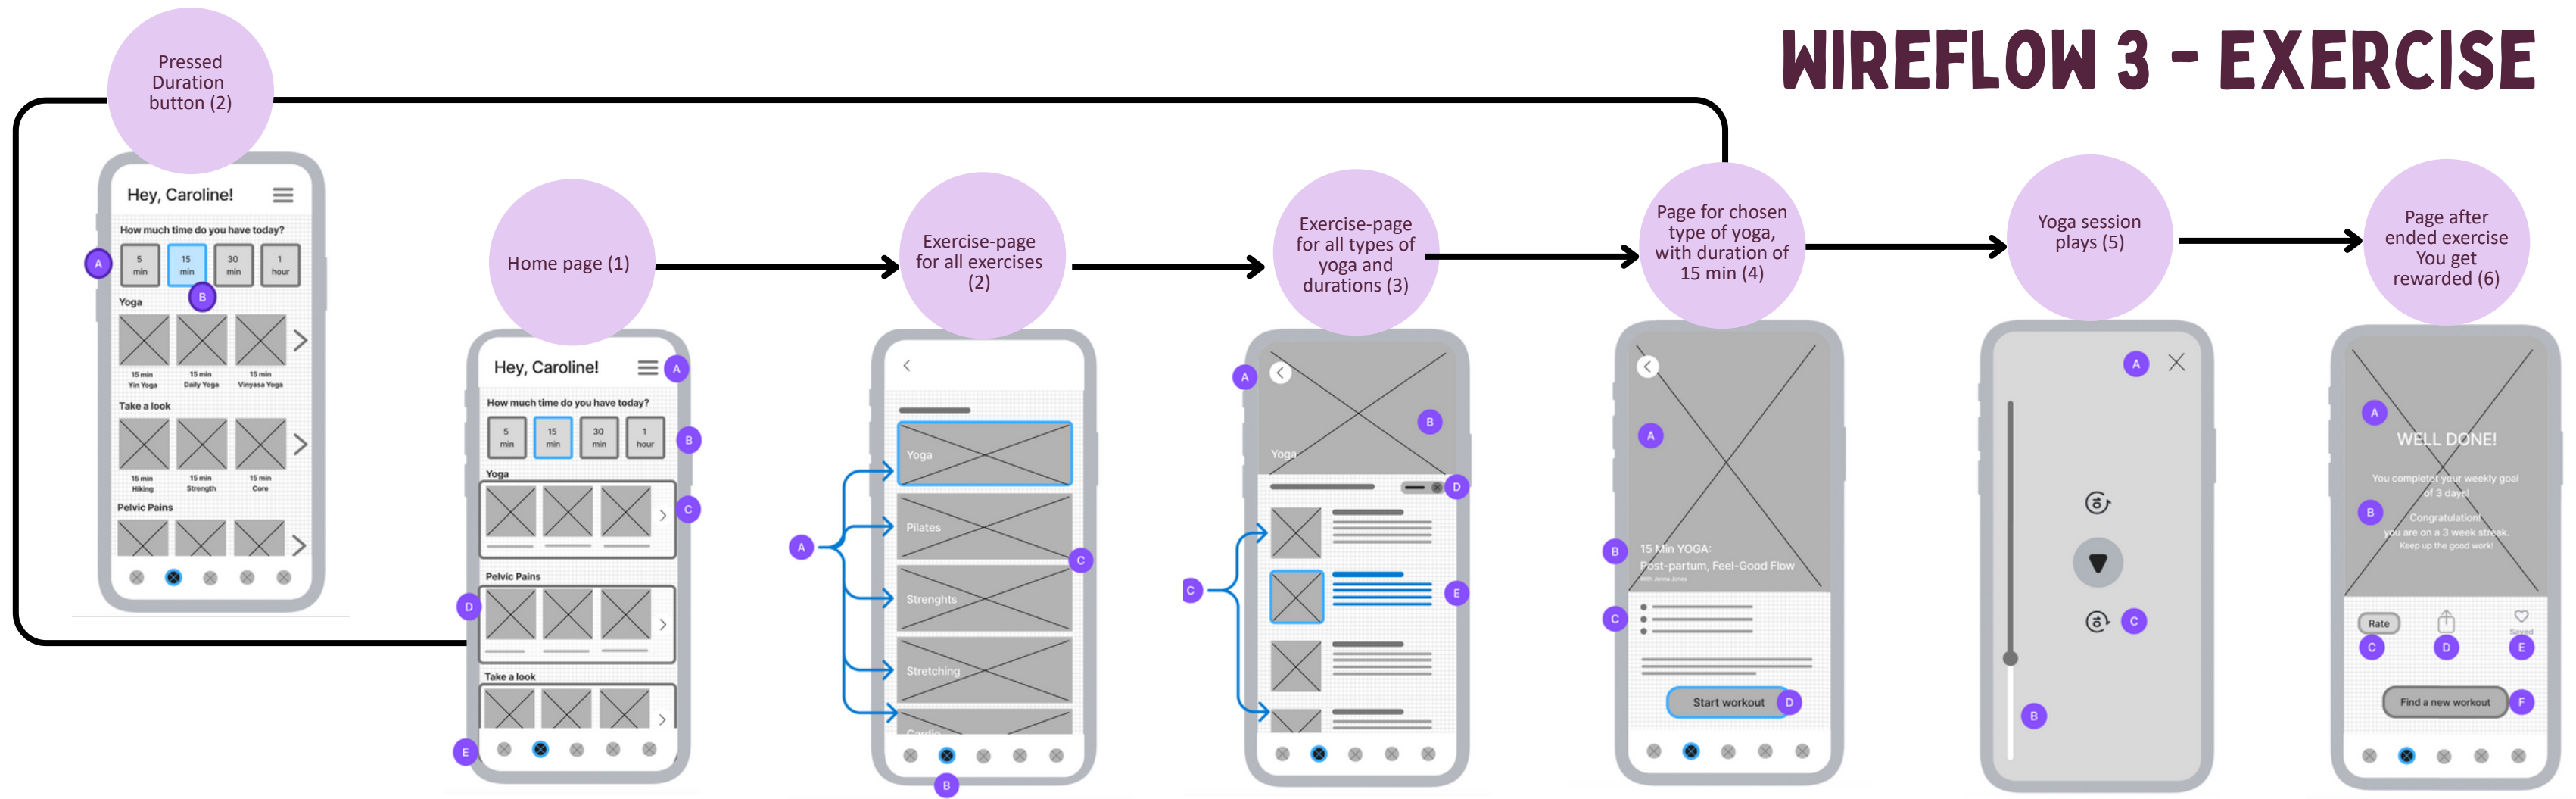 WIREFLOW 3 - EXERCISE
Pressed
Duration
button (2)
Hey, Caroline!
How much time do you have today?
A
5
min
15
min
30
min
1
hour
B
Yoga
15 min
Yin Yoga
15 min
Daily Yoga
15 min
Vinyasa Yoga
Take a look
15 min
Hiking
15 min
Strength
15 min
Core
Pelvic Pains
Home page (1)
Hey, Caroline!
A
How much time do you have today?
5
min
15
min
30
min
1
hour
B
Yoga
C
Pelvic Pains
D
Take a look
E
Exercise-page
for all exercises
(2)
Yoga
Pilates
A
C
Strenghts
Stretching
Cardio
B
Exercise-page
for all types of
yoga and
durations (3)
A
B
Yoga
D
C
E
Page for chosen
type of yoga,
with duration of
15 min (4)
A
B
15 Min YOGA:
Post-partum, Feel-Good Flow
With Jenna Jones
C
Start workout
D
Yoga session
plays (5)
A
10
10
C
B
Page after
ended exercise
You get
rewarded (6)
A
WELL DONE!
You completet your weekly goal
of 3 days!
B
Congratulation!
you are on a 3 week streak.
Keep up the good work!
Rate
Saved
C
D
E
Find a new workout
F